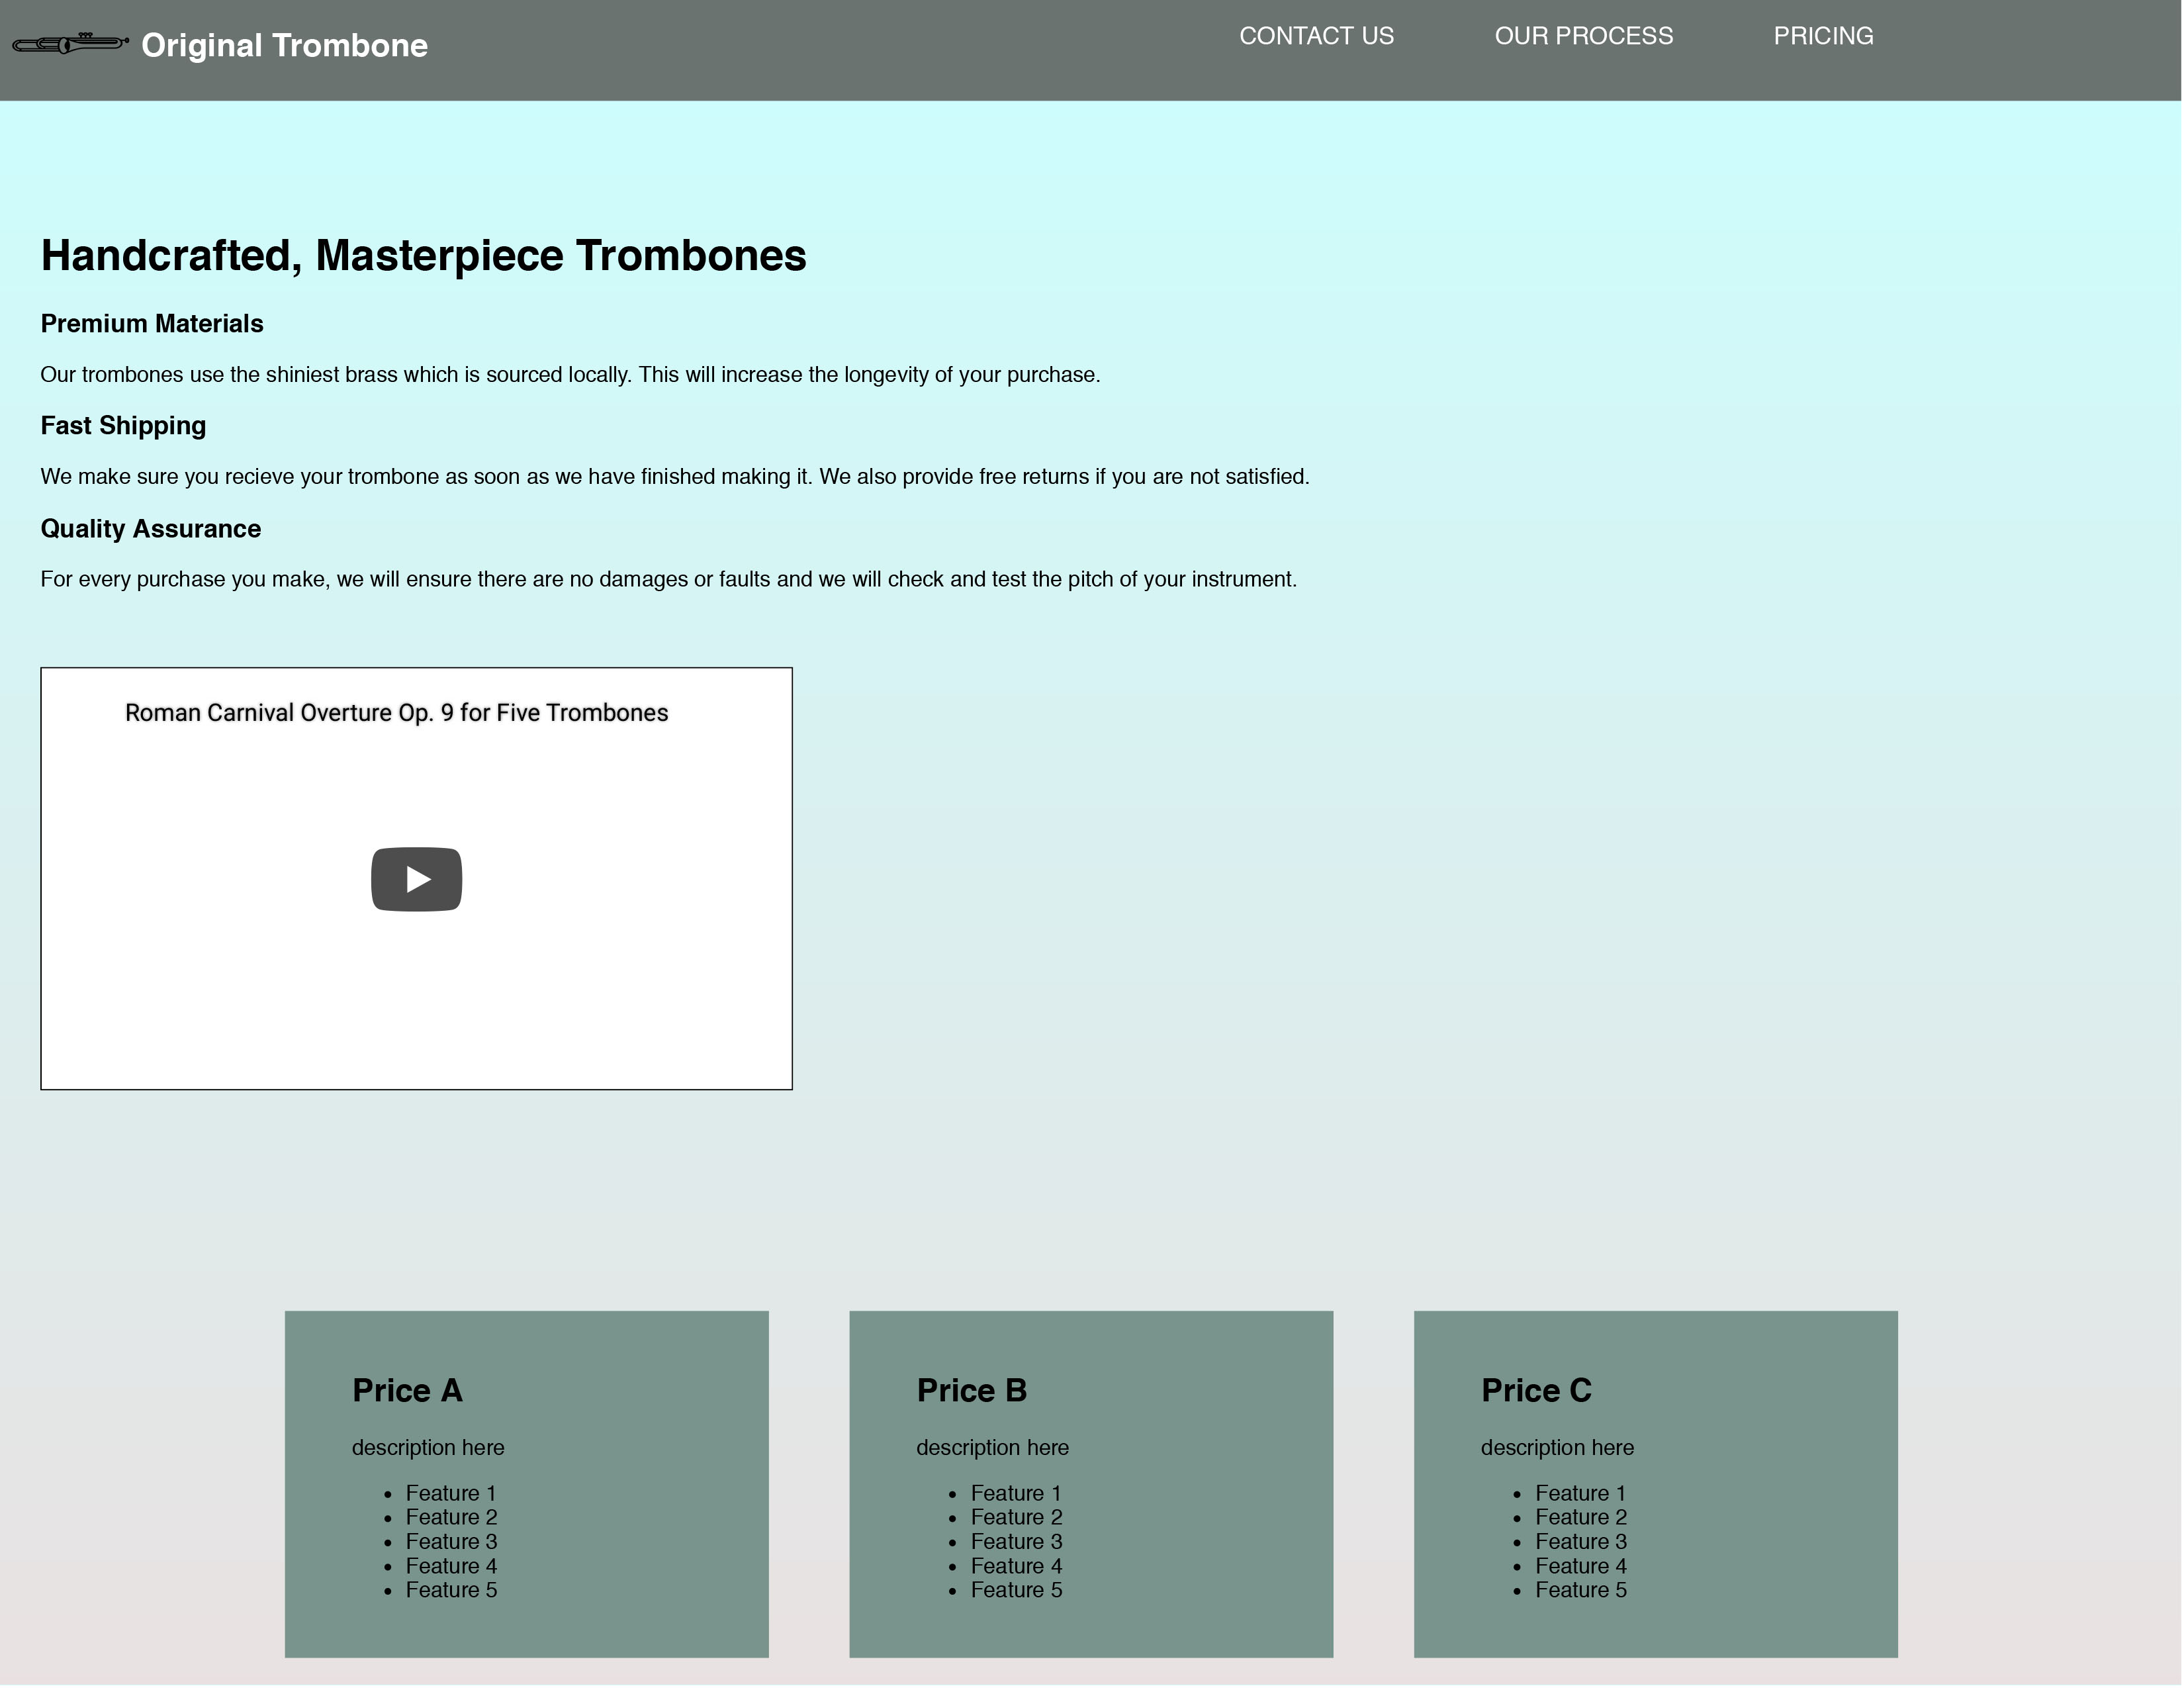 Original Trombone
CONTACT US
OUR PROCESS
PRICING
Handcrafted, Masterpiece Trombones
Premium Materials
Our trombones use the shiniest brass which is sourced locally. This will increase the longevity of your purchase.
Fast Shipping
We make sure you recieve your trombone as soon as we have finished making it. We also provide free returns if you are not satisfied.
Quality Assurance
For every purchase you make, we will ensure there are no damages or faults and we will check and test the pitch of your instrument.
Roman Carnival Overture Op. 9 for Five Trombones
Price A
description here
• Feature 1
• Feature 2
• Feature 3
• Feature 4
• Feature 5
Price B
description here
• Feature 1
• Feature 2
• Feature 3
• Feature 4
• Feature 5
Price C
description here
• Feature 1
• Feature 2
• Feature 3
• Feature 4
• Feature 5